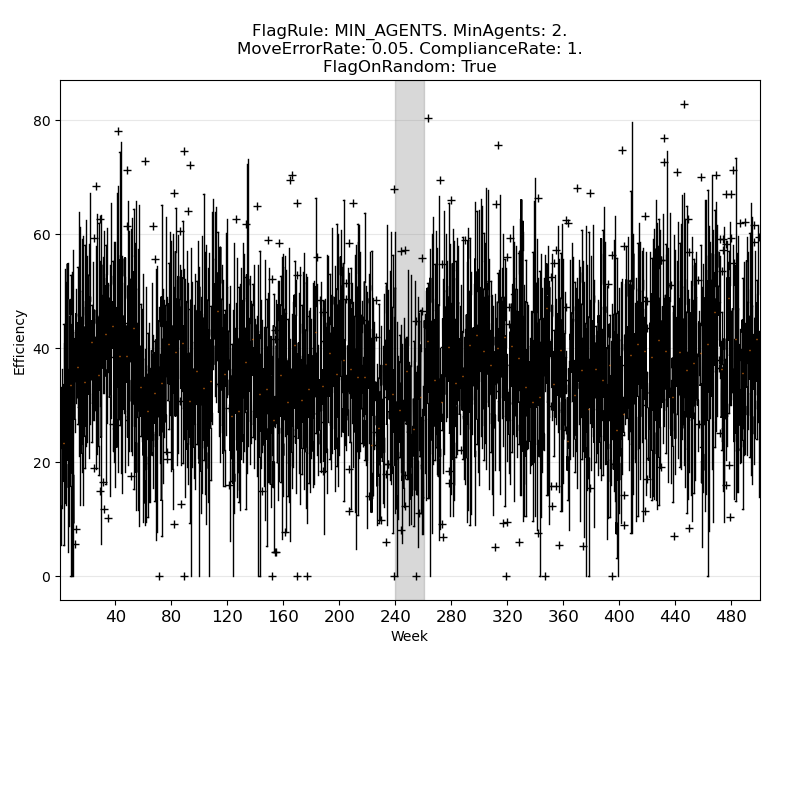 FlagRule: MIN_AGENTS. MinAgents: 2.
MoveErrorRate: 0.05. ComplianceRate: 1.
FlagOnRandom: True
80
60
40
20
0
Efficiency
40 80 120 160 200 240 280 320 360 400 440 480
Week